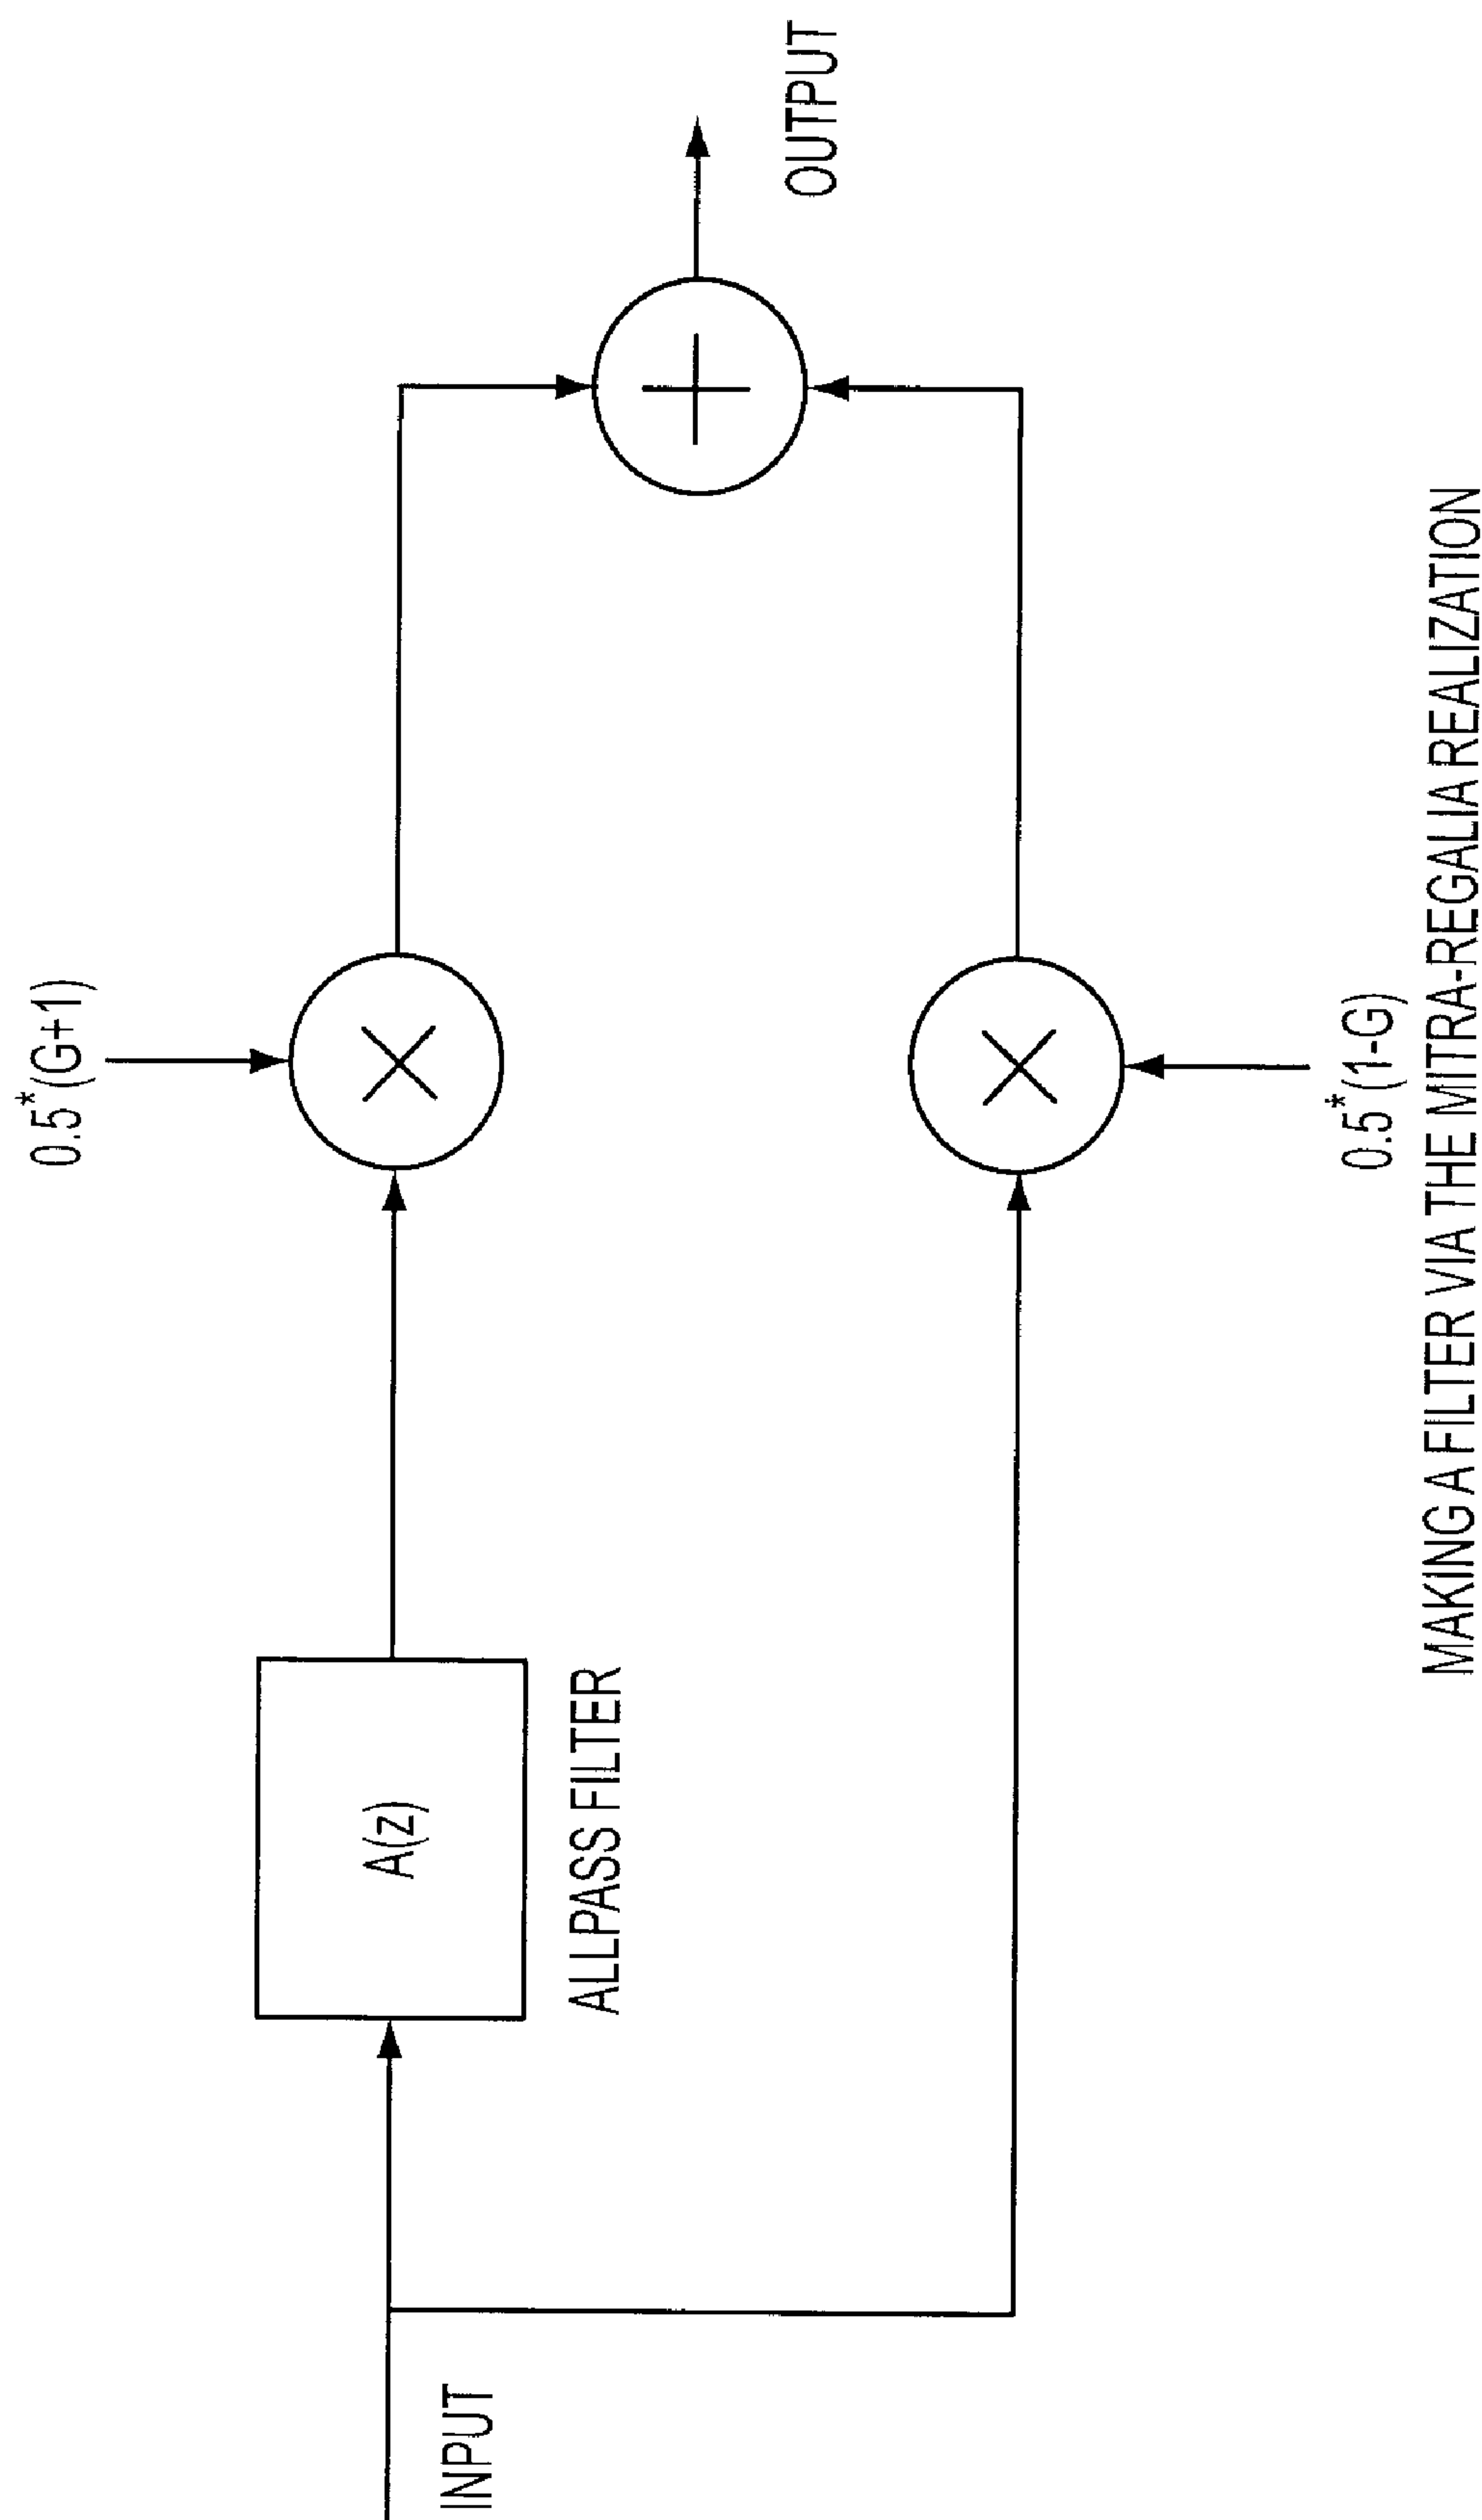 0.5*(G+1)
INPUT
A(z)
ALLPASS FILTER
OUTPUT
0.5*(1-G)
MAKING A FILTER VIA THE MITRA-REGALIA REALIZATION